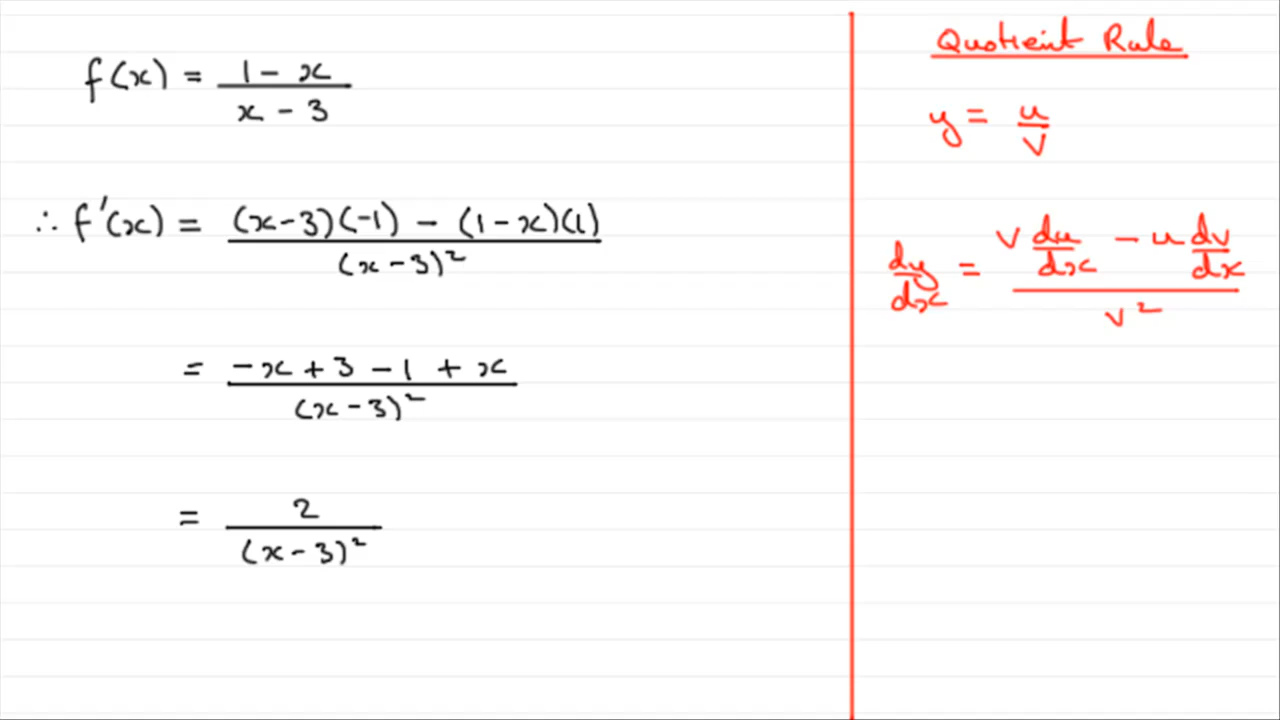 f(x) = (1 - x)/(x - 3)
∴ f'(x) = ((x-3)(-1) - (1-x)(1))/(x-3)²
= (-x + 3 - 1 + x)/(x-3)²
= 2/(x-3)²
Quotient Rule
y = u/v
dy/dx = (v du/dx - u dv/dx)/v²